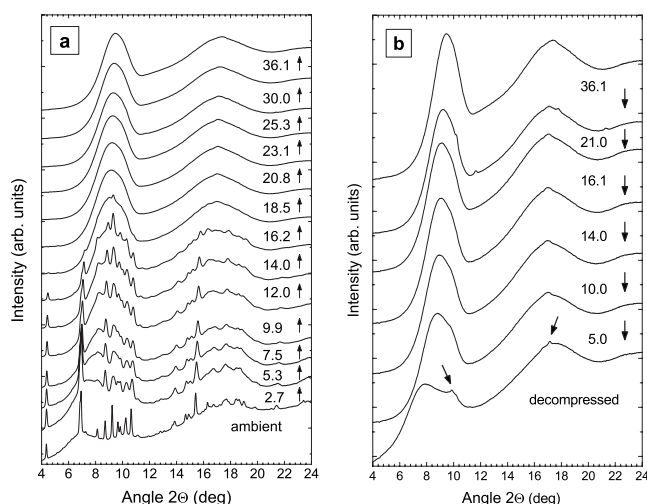 a
36.1
30.0
25.3
23.1
20.8
18.5
16.2
14.0
12.0
9.9
7.5
5.3
2.7
ambient
Intensity (arb. units)
4 6 8 10 12 14 16 18 20 22 24
Angle 2Θ (deg)
b
36.1
21.0
16.1
14.0
10.0
5.0
decompressed
Intensity (arb. units)
4 6 8 10 12 14 16 18 20 22 24
Angle 2Θ (deg)